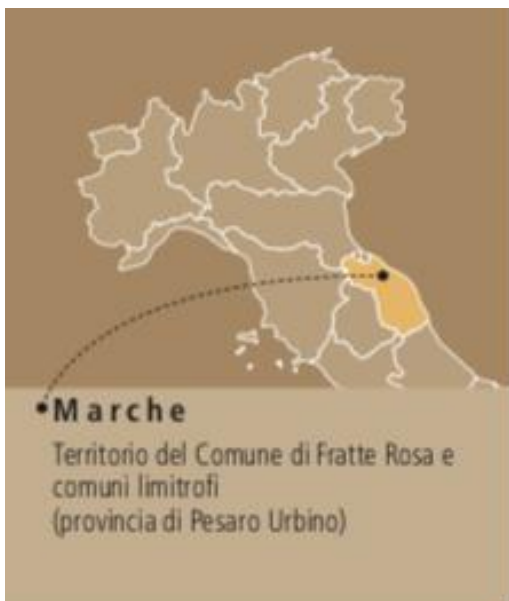 Marche
Territorio del Comune di Fratte Rosa e
comuni limitrofi
(provincia di Pesaro Urbino)